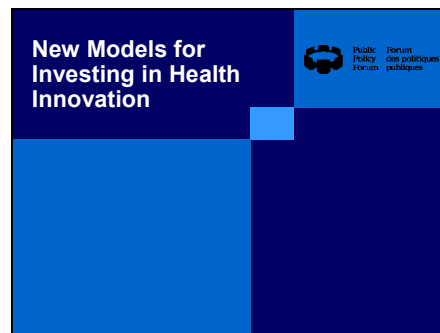 New Models for
Investing in Health
Innovation
Public Forum
Policy des politiques
Forum publiques